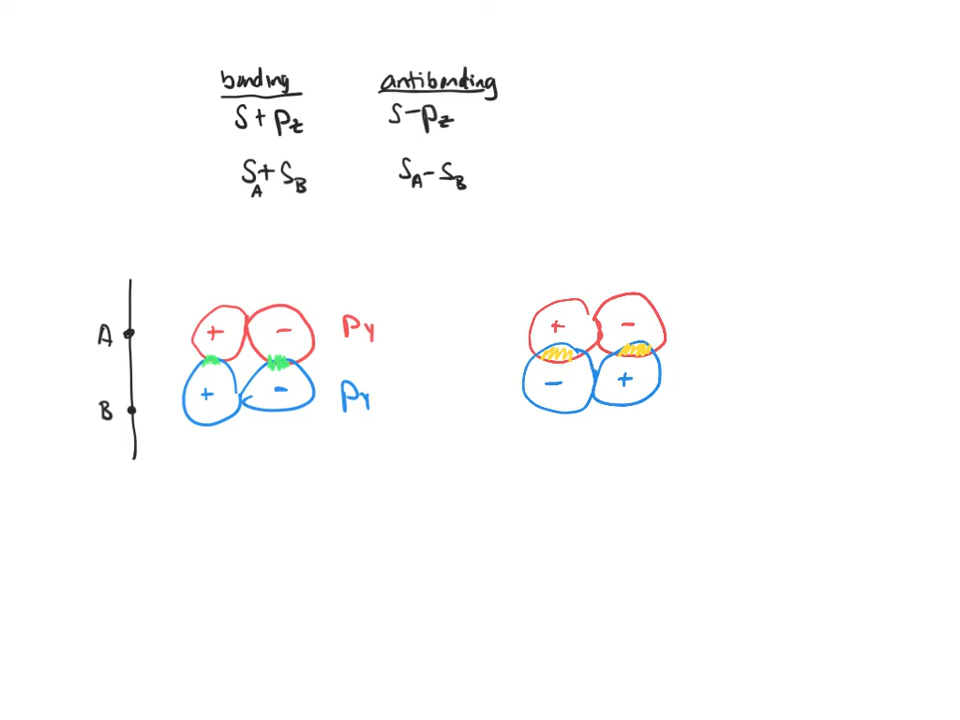 bonding antibonding
S + Pz S - Pz
SA + SB SA - SB
A + - Py + -
B + - Py - +